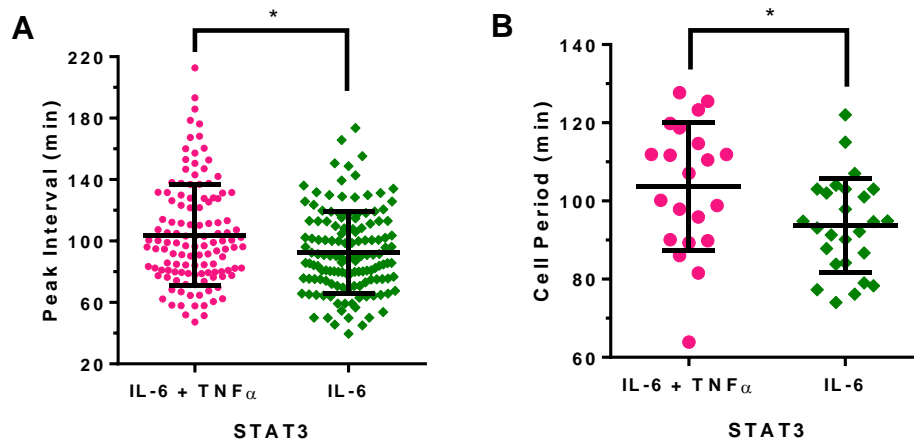 A
*
Peak Interval (min)
220
180
140
100
60
20
IL-6 + TNFα
IL-6
STAT3
B
*
Cell Period (min)
140
120
100
80
60
IL-6 + TNFα
IL-6
STAT3